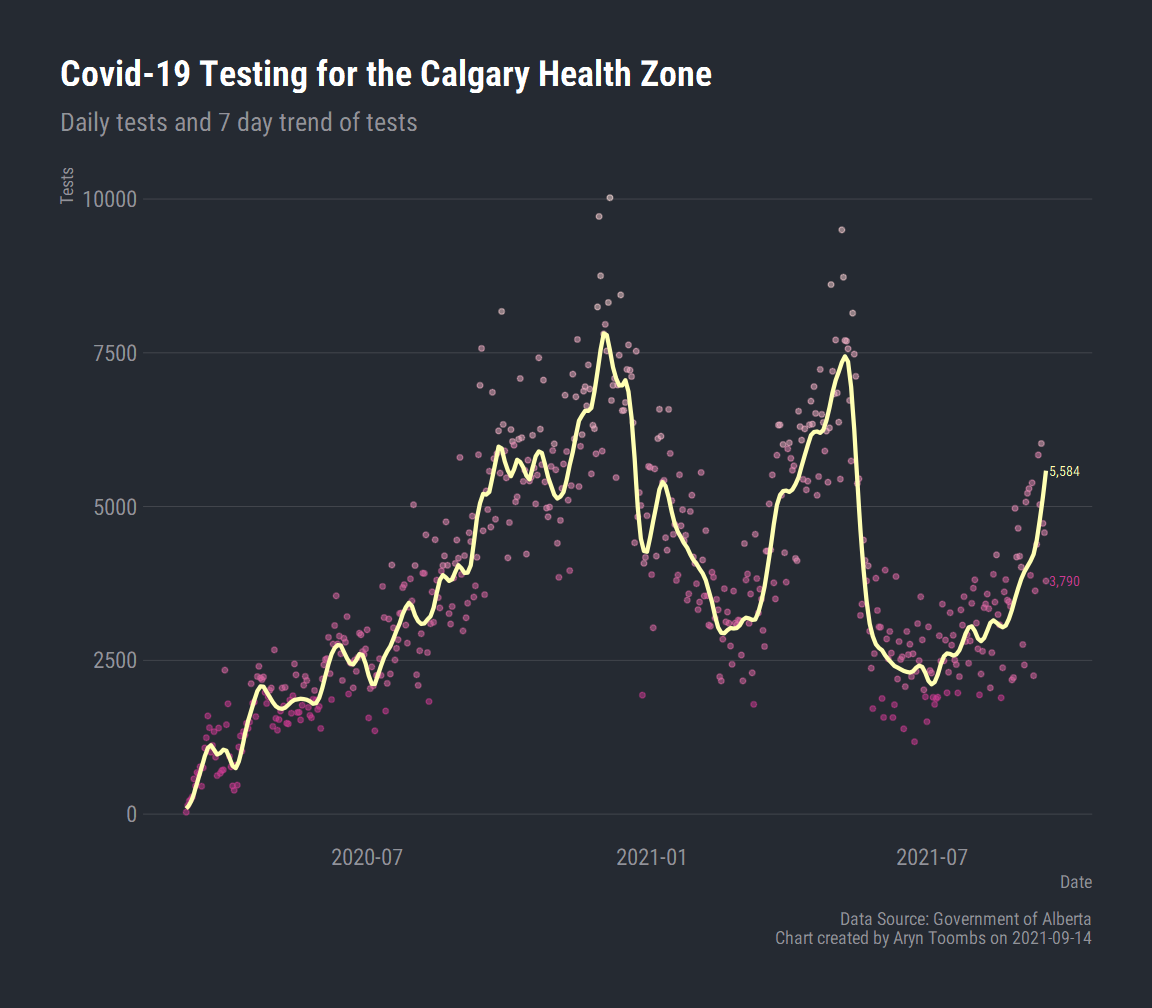 Covid-19 Testing for the Calgary Health Zone
Daily tests and 7 day trend of tests
Tests
10000
7500
5000
2500
0
5,584
3,790
2020-07
2021-01
2021-07
Date
Data Source: Government of Alberta
Chart created by Aryn Toombs on 2021-09-14